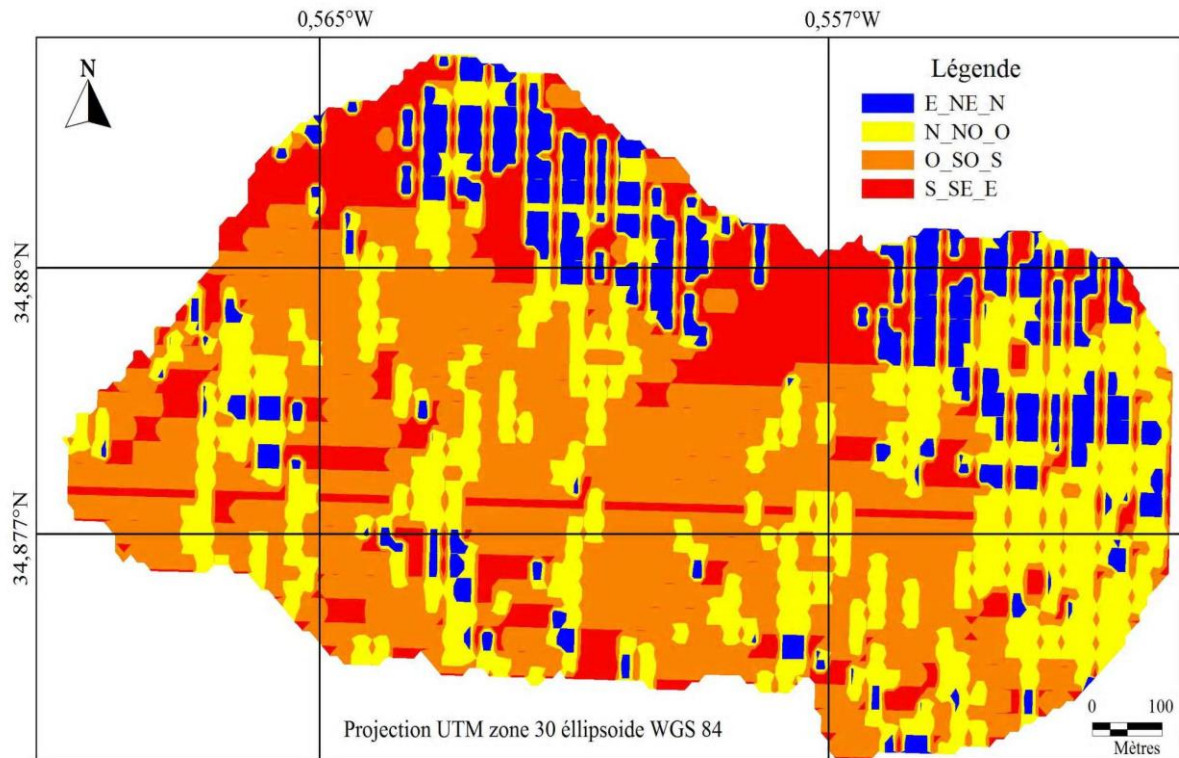 0,565°W
0,557°W
N
Légende
E_NE_N
N_NO_O
O_SO_S
S_SE_E
34,88°N
34,877°N
Projection UTM zone 30 éllipsoide WGS 84
0 100
Mètres